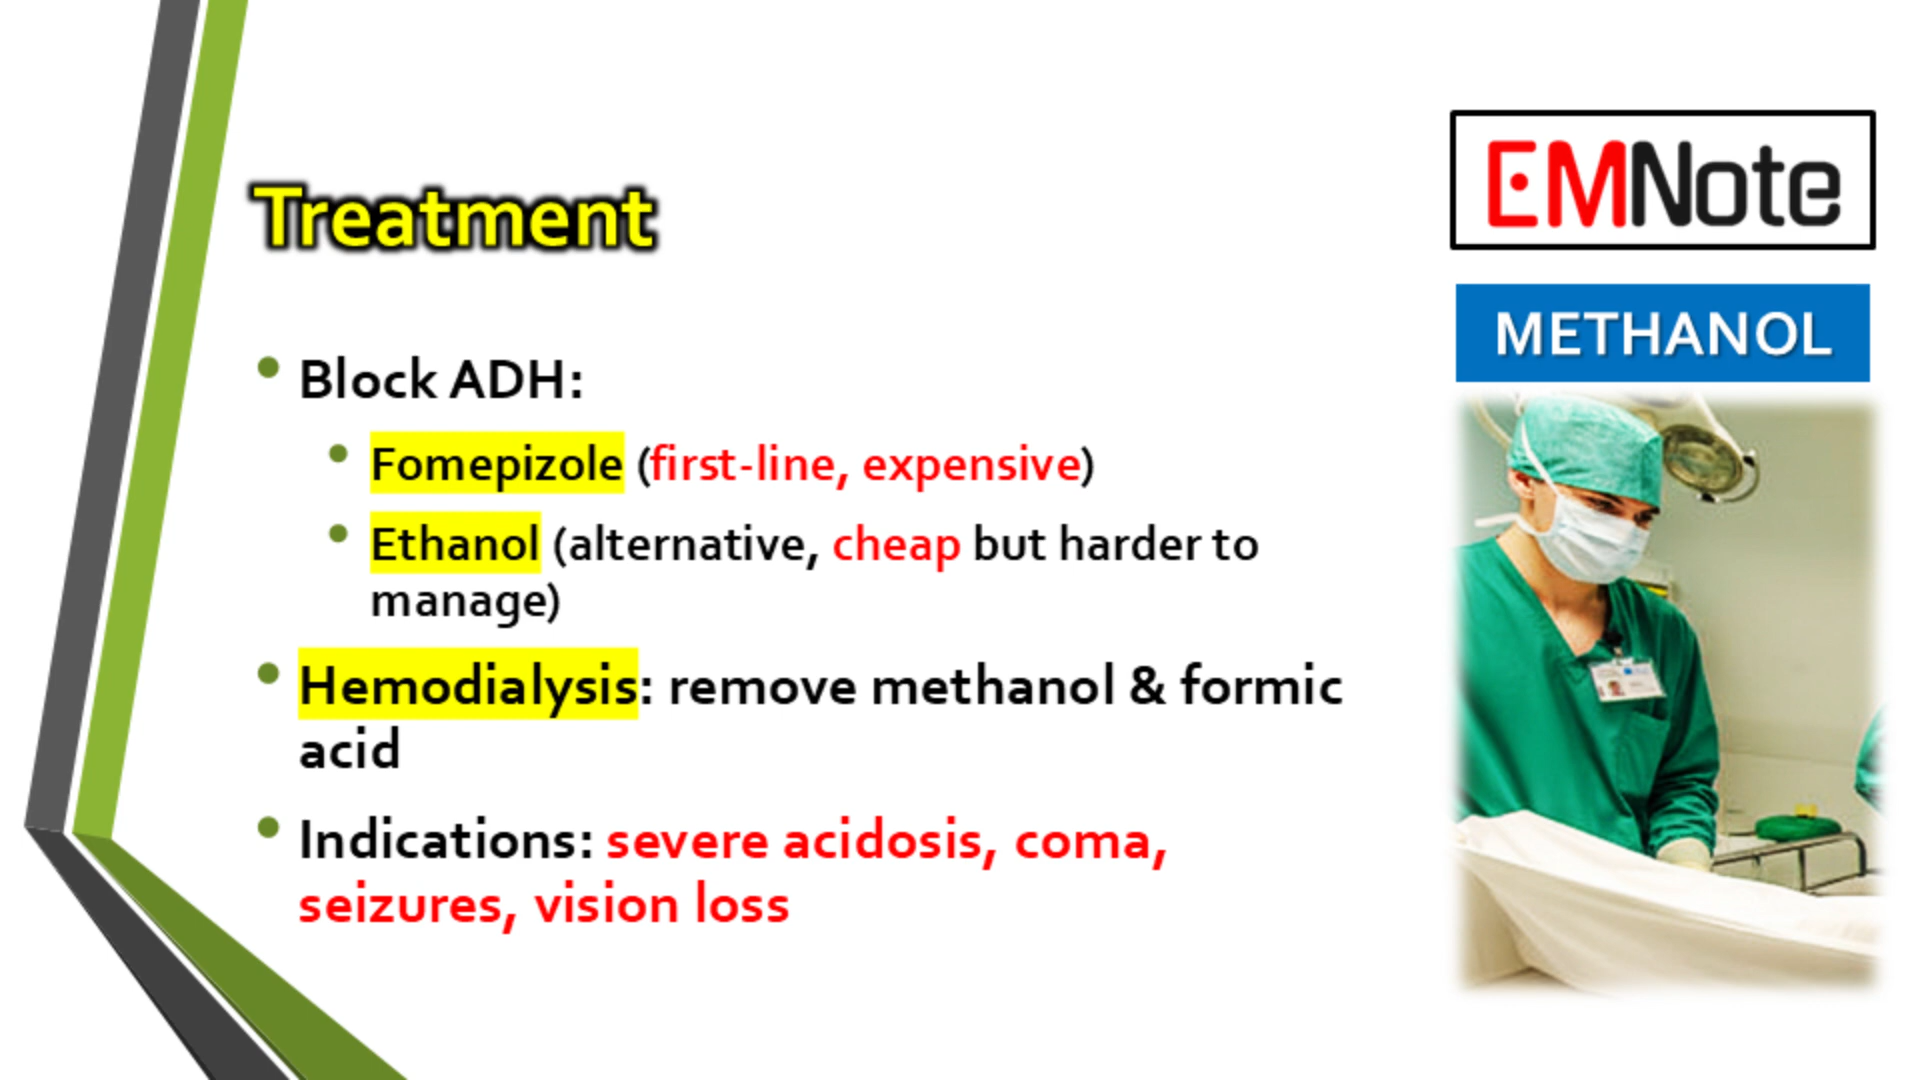 Treatment
• Block ADH:
• Fomepizole (first-line, expensive)
• Ethanol (alternative, cheap but harder to
manage)
• Hemodialysis: remove methanol & formic
acid
• Indications: severe acidosis, coma,
seizures, vision loss
EMNote
METHANOL